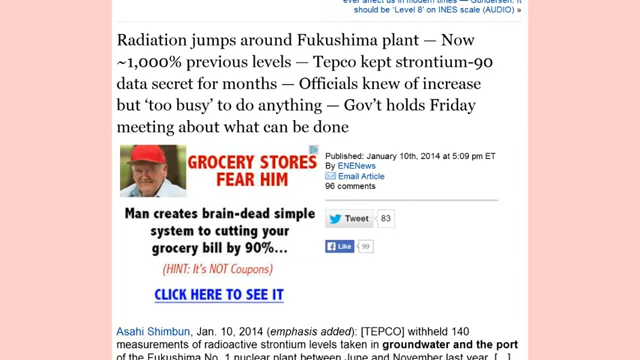 ever affect us in modern times — Gundersen: It
should be 'Level 8' on INES scale (AUDIO) »
Radiation jumps around Fukushima plant — Now
~1,000% previous levels — Tepco kept strontium-90
data secret for months — Officials knew of increase
but 'too busy' to do anything — Gov't holds Friday
meeting about what can be done
GROCERY STORES
FEAR HIM
Man creates brain-dead simple
system to cutting your
grocery bill by 90%...
(HINT: It's NOT Coupons)
CLICK HERE TO SEE IT
Published: January 10th, 2014 at 5:09 pm ET
By ENENews
Email Article
96 comments
Tweet 83
Like 99
Asahi Shimbun, Jan. 10, 2014 (emphasis added): [TEPCO] withheld 140
measurements of radioactive strontium levels taken in groundwater and the port
of the Fukushima No. 1 nuclear plant between June and November last year. [...]